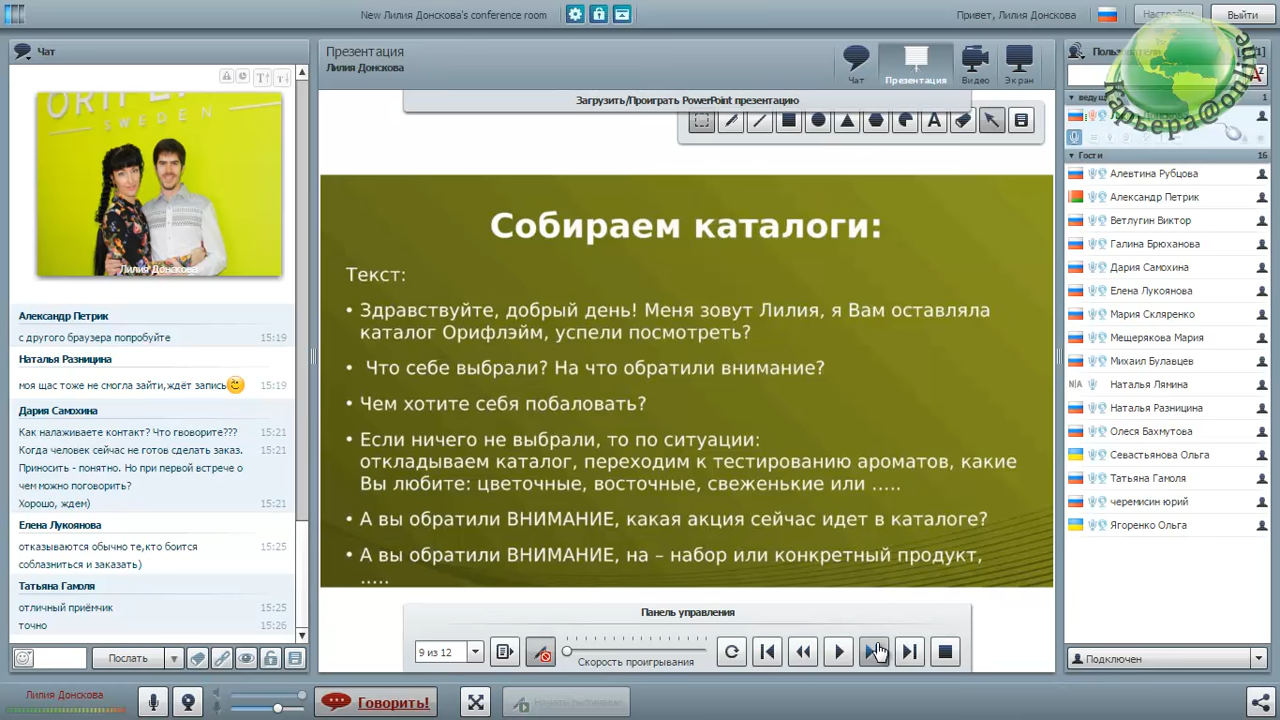 New Лилия Донскова's conference room
Привет, Лилия Донскова
Настройки
Выйти
Чат
ORIFLAME
SWEDEN
Лилия Донскова
Александр Петрик
с другого браузера попробуйте
15:19
Наталья Разницина
моя щас тоже не смогла зайти,ждёт запись
15:19
Дария Самохина
Как налаживаете контакт? Что гвоворите???
15:21
Когда человек сейчас не готов сделать заказ.
Приносить - понятно. Но при первой встрече о
чем можно поговорить?
Хорошо, ждем)
15:21
Елена Лукоянова
отказываются обычно те,кто боится
15:25
соблазниться и заказать)
Татьяна Гамоля
отличный приёмчик
15:25
точно
15:26
Послать
Презентация
Лилия Донскова
Чат
Презентация
Видео
Экран
Загрузить/Проиграть PowerPoint презентацию
Собираем каталоги:
Текст:
• Здравствуйте, добрый день! Меня зовут Лилия, я Вам оставляла
каталог Орифлэйм, успели посмотреть?
• Что себе выбрали? На что обратили внимание?
• Чем хотите себя побаловать?
• Если ничего не выбрали, то по ситуации:
откладываем каталог, переходим к тестированию ароматов, какие
Вы любите: цветочные, восточные, свеженькие или .....
• А вы обратили ВНИМАНИЕ, какая акция сейчас идет в каталоге?
• А вы обратили ВНИМАНИЕ, на – набор или конкретный продукт,
.....
Панель управления
9 из 12
Скорость проигрывания
карьера@online
1
Гости
16
Алевтина Рубцова
Александр Петрик
Ветлугин Виктор
Галина Брюханова
Дария Самохина
Елена Лукоянова
Мария Скляренко
Мещерякова Мария
Михаил Булавцев
N/A
Наталья Лямина
Наталья Разницина
Олеся Бахмутова
Севастьянова Ольга
Татьяна Гамоля
черемисин юрий
Ягоренко Ольга
Подключен
Лилия Донскова
Говорить!